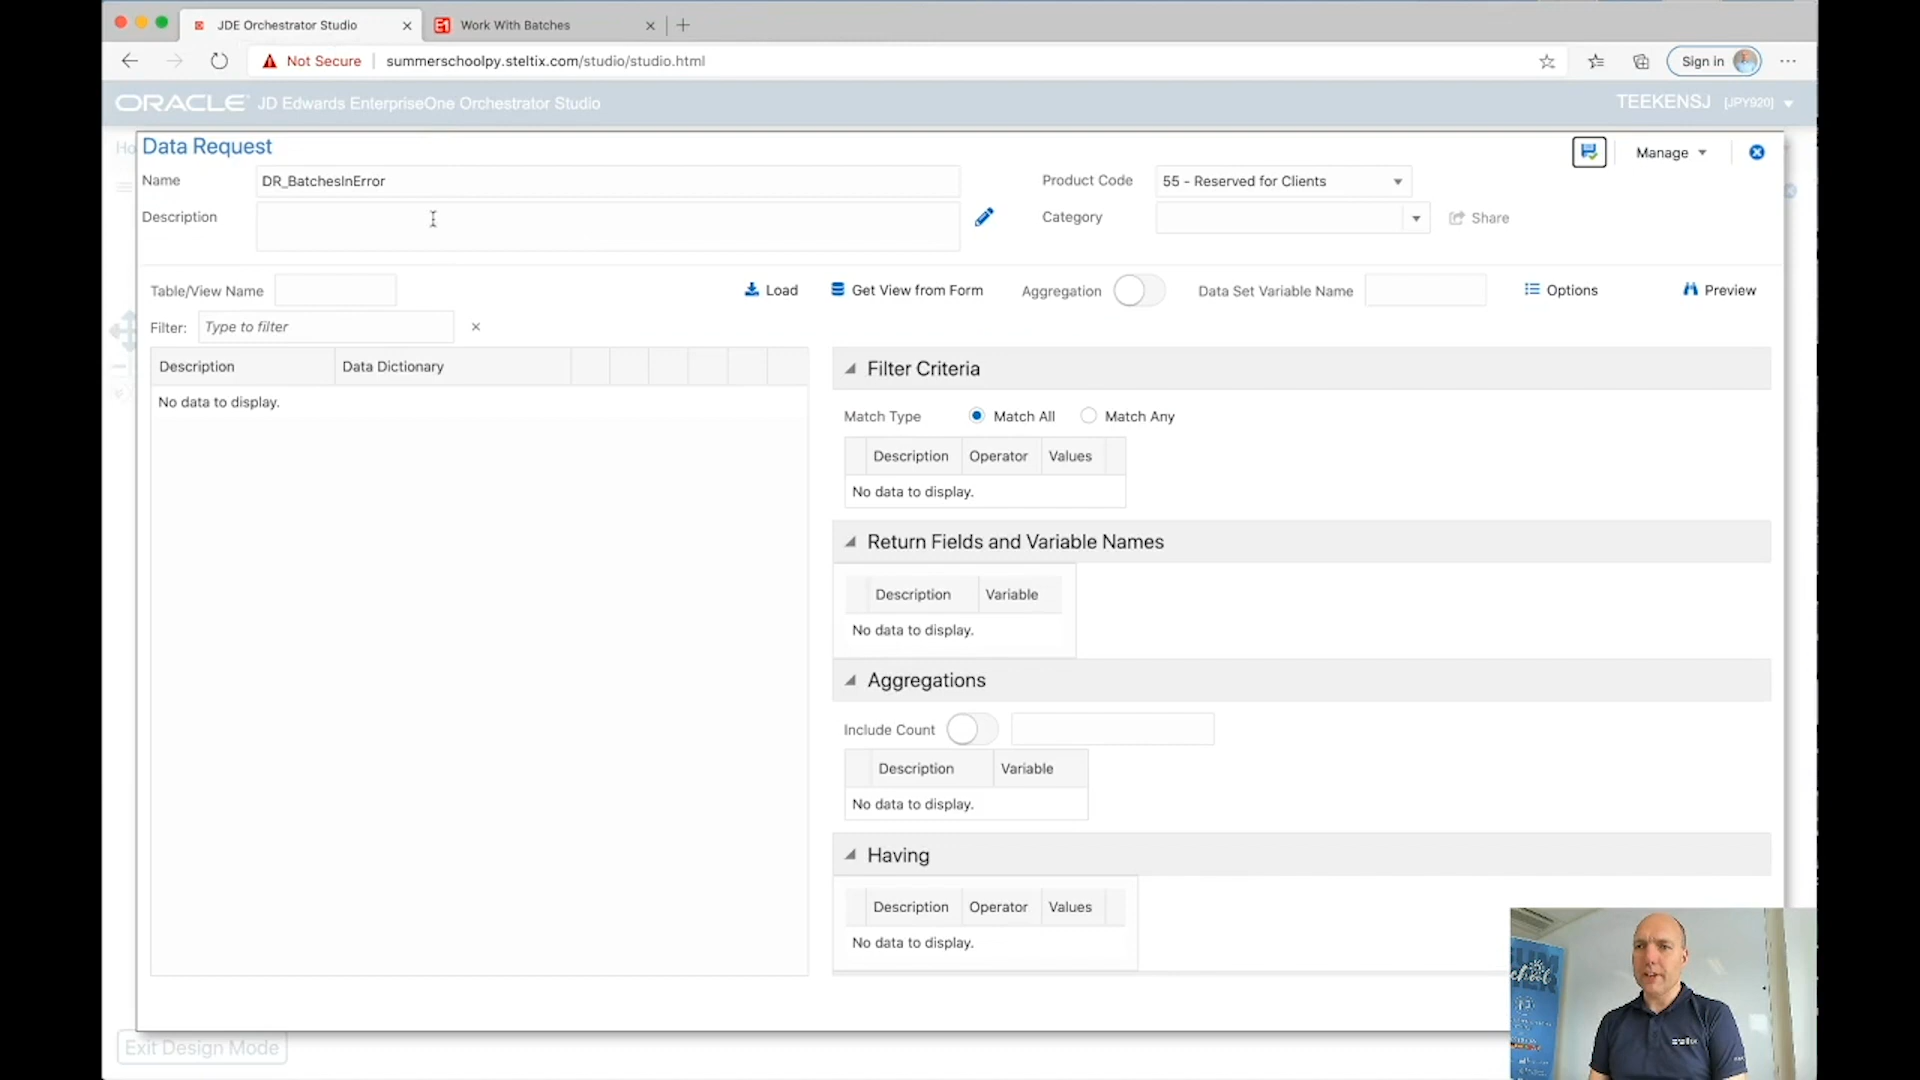 JDE Orchestrator Studio
E1 Work With Batches
Not Secure summerschoolpy.steltix.com/studio/studio.html Sign in
ORACLE JD Edwards EnterpriseOne Orchestrator Studio TEEKENSJ [JPY920]
Ho
Data Request Manage
Name DR_BatchesInError Product Code 55 - Reserved for Clients
Description Category Share
Table/View Name Load Get View from Form Aggregation Data Set Variable Name Options Preview
Filter: Type to filter
Description Data Dictionary
No data to display.
Filter Criteria
Match Type Match All Match Any
Description Operator Values
No data to display.
Return Fields and Variable Names
Description Variable
No data to display.
Aggregations
Include Count
Description Variable
No data to display.
Having
Description Operator Values
No data to display.
Exit Design Mode